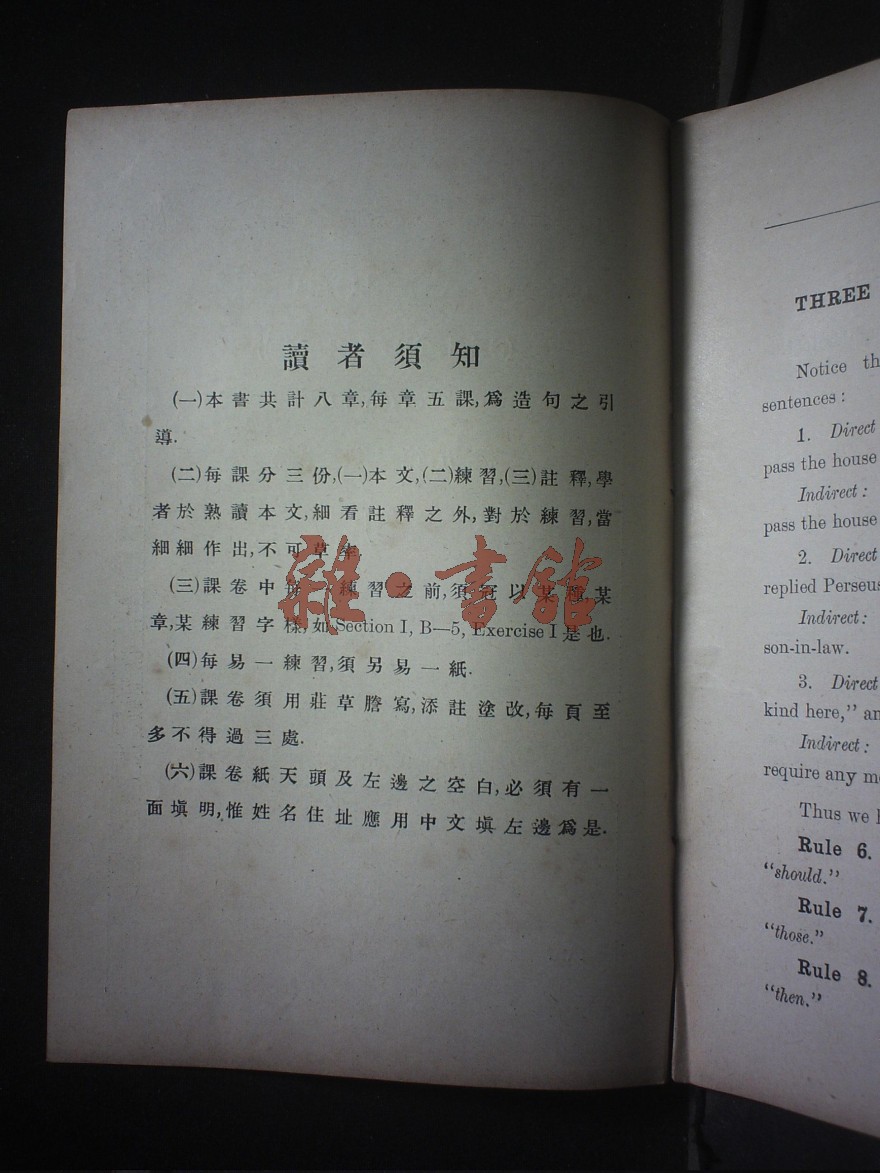 讀者須知
(一)本書共計八章,每章五課,爲造句之引
導.
(二)每課分三份,(一)本文,(二)練習,(三)註釋,學
者於熟讀本文,細看註釋之外,對於練習,當
細細作出,不可草率.
(三)課卷中每一練習之前,須冠以某種,某
章,某練習字樣,如Section I, B—5, Exercise I是也.
(四)每易一練習,須另易一紙.
(五)課卷須用莊草謄寫,添註塗改,每頁至
多不得過三處.
(六)課卷紙天頭及左邊之空白,必須有一
面塡明,惟姓名住址應用中文塡左邊爲是.
雜·書館
THREE
Notice th
sentences:
1. Direct
pass the house
Indirect:
pass the house
2. Direct
replied Perseus
Indirect:
son-in-law.
3. Direct
kind here," an
Indirect:
require any m
Thus we h
Rule 6.
"should."
Rule 7.
"those."
Rule 8.
"then."